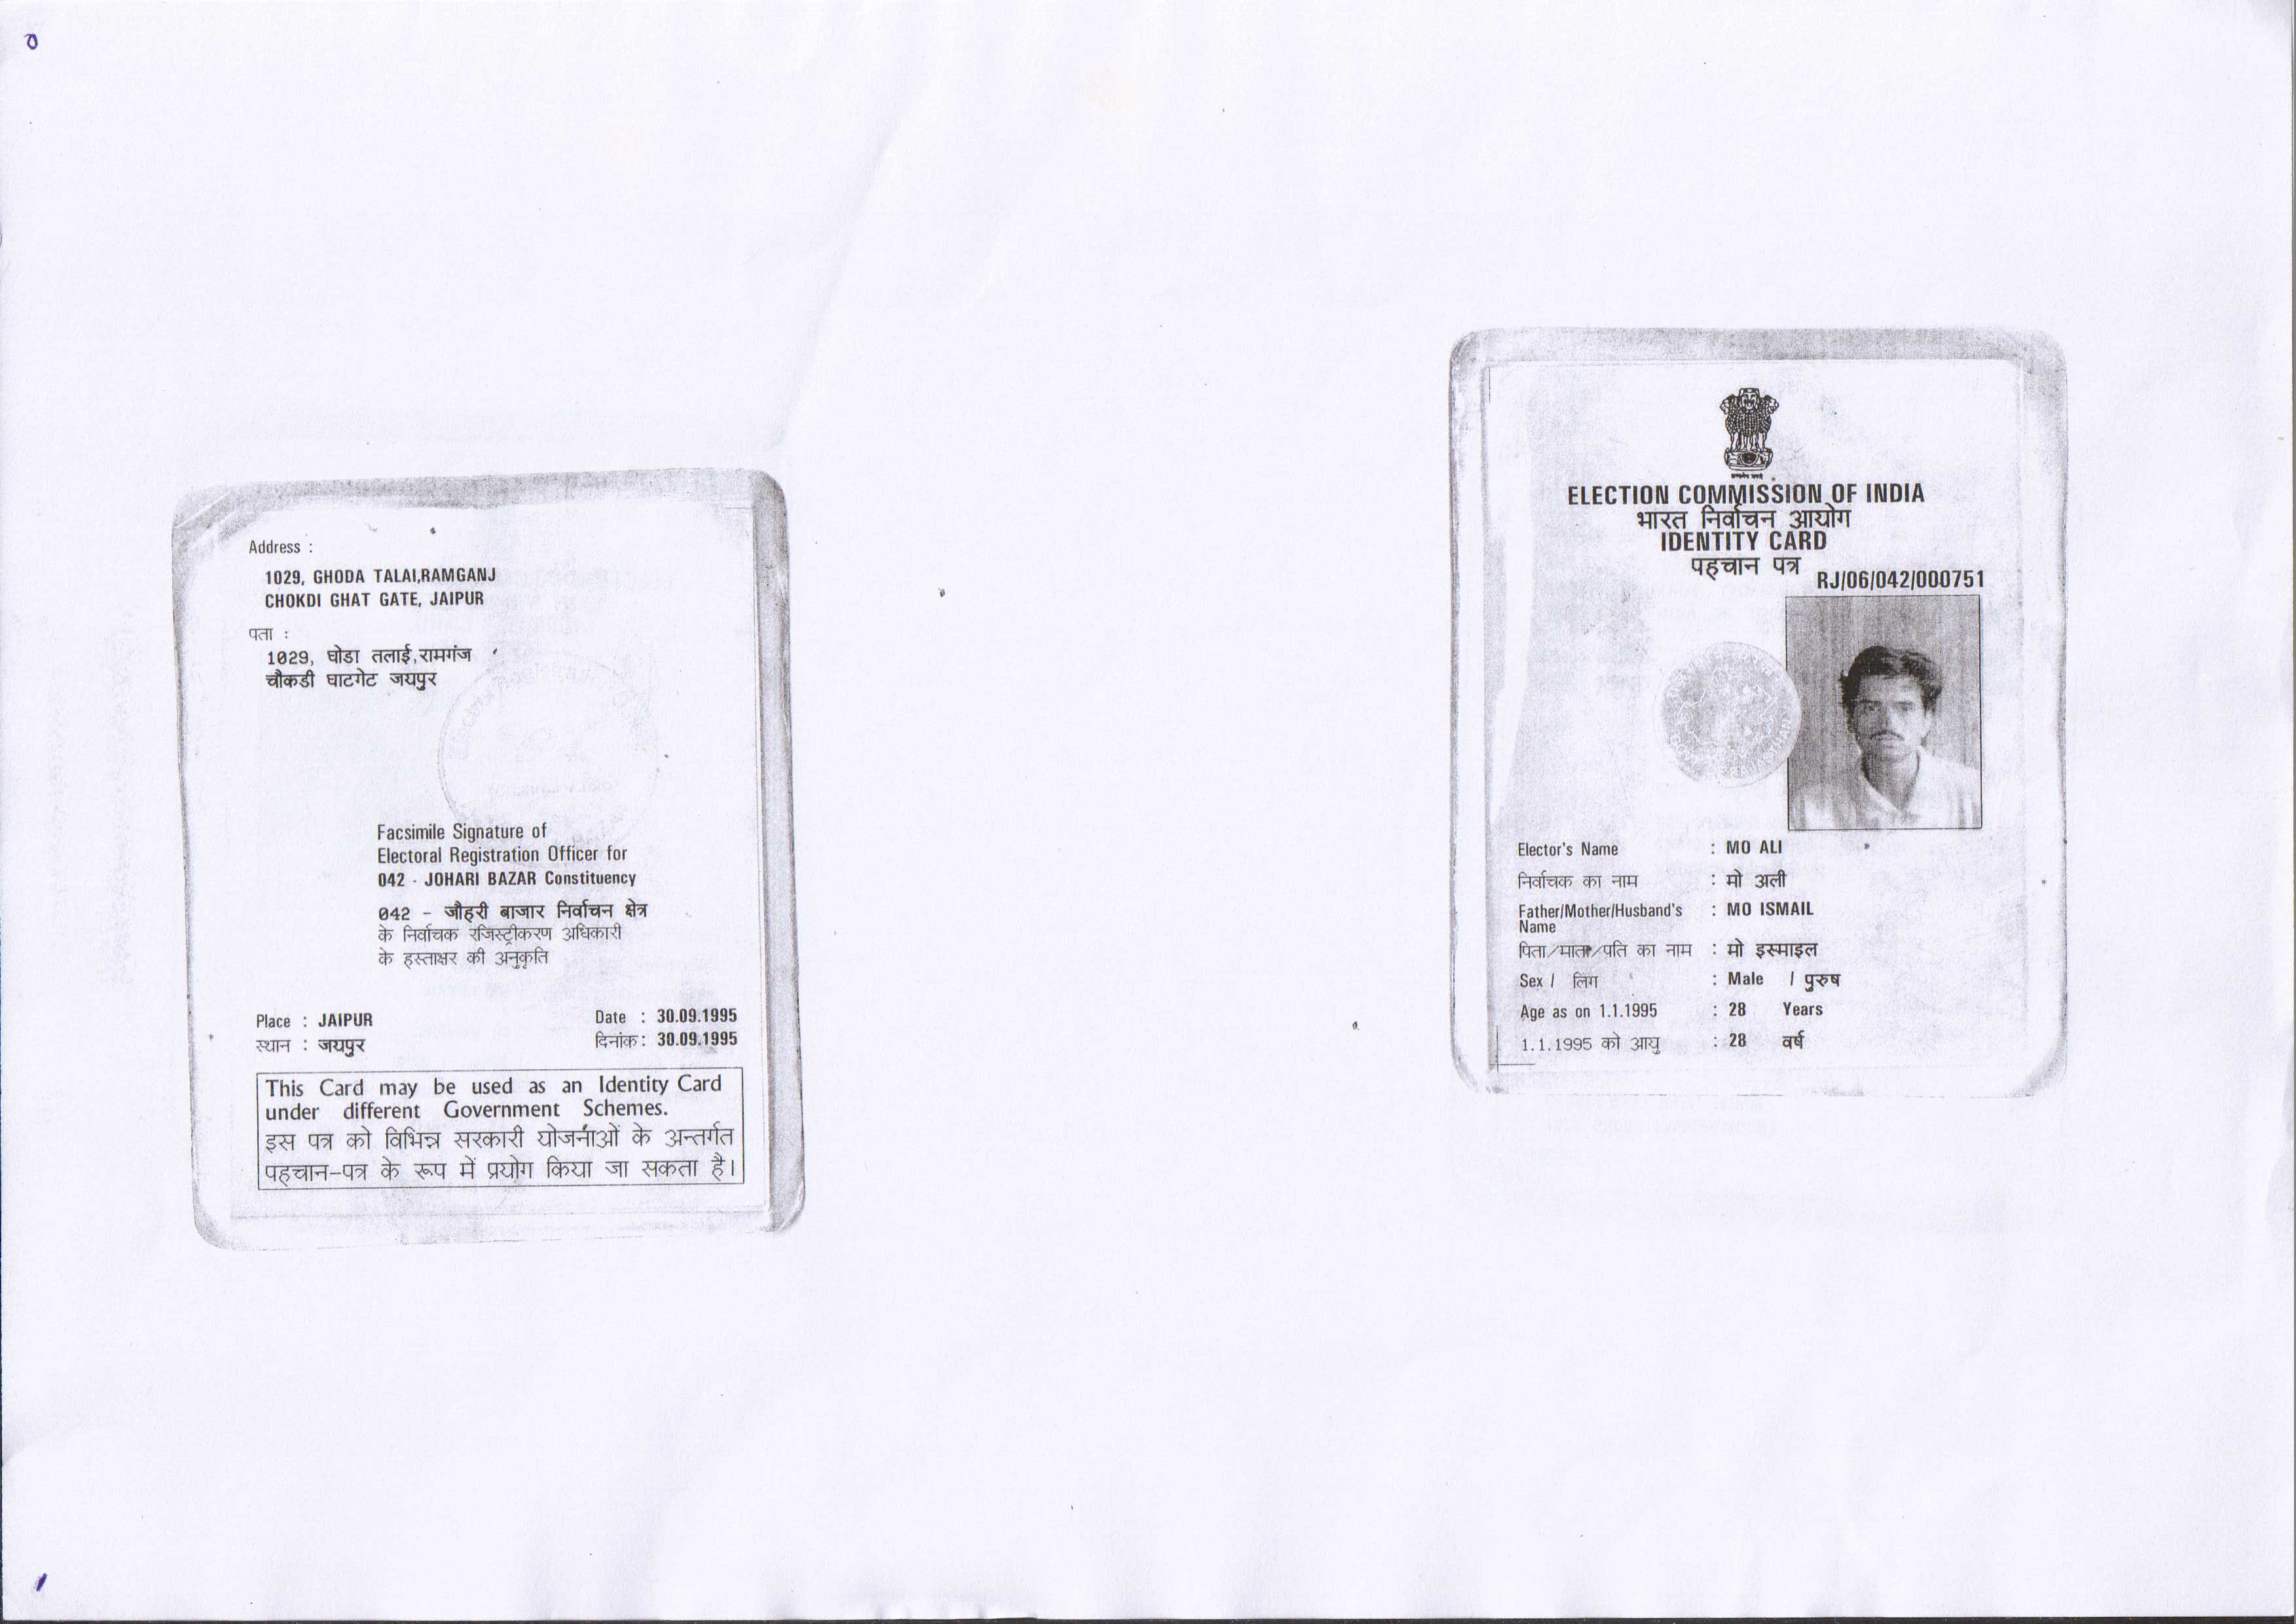 Address :
1029, GHODA TALAI,RAMGANJ
CHOKDI GHAT GATE, JAIPUR
पता :
1029, घोडा तलाई,रामगंज
चौकडी घाटगेट जयपुर
Facsimile Signature of
Electoral Registration Officer for
042 - JOHARI BAZAR Constituency
042 - जौहरी बाजार निर्वाचन क्षेत्र
के निर्वाचक रजिस्ट्रीकरण अधिकारी
के हस्ताक्षर की अनुकृति
Place : JAIPUR Date : 30.09.1995
स्थान : जयपुर दिनांक : 30.09.1995
This Card may be used as an Identity Card
under different Government Schemes.
इस पत्र को विभिन्न सरकारी योजनाओं के अन्तर्गत
पहचान-पत्र के रूप में प्रयोग किया जा सकता है।
ELECTION COMMISSION OF INDIA
भारत निर्वाचन आयोग
IDENTITY CARD
पहचान पत्र
RJ/06/042/000751
Elector's Name : MO ALI
निर्वाचक का नाम : मो अली
Father/Mother/Husband's : MO ISMAIL
Name
पिता/माता/पति का नाम : मो इस्माइल
Sex / लिंग : Male / पुरुष
Age as on 1.1.1995 : 28 Years
1.1.1995 को आयु : 28 वर्ष